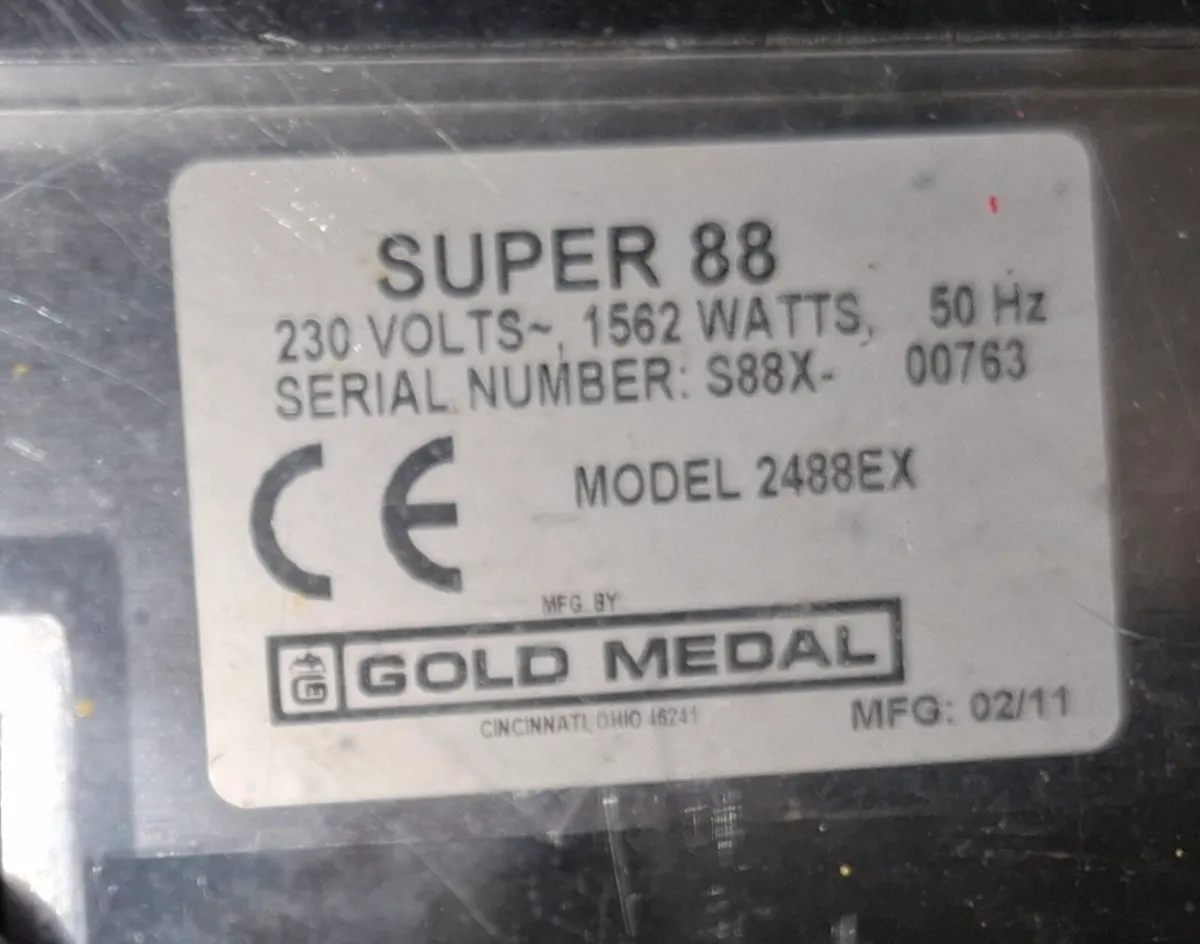 SUPER 88
230 VOLTS~, 1562 WATTS, 50 Hz
SERIAL NUMBER: S88X- 00763
CE
MODEL 2488EX
MFG. BY
GOLD MEDAL
CINCINNATI, OHIO 45241
MFG: 02/11